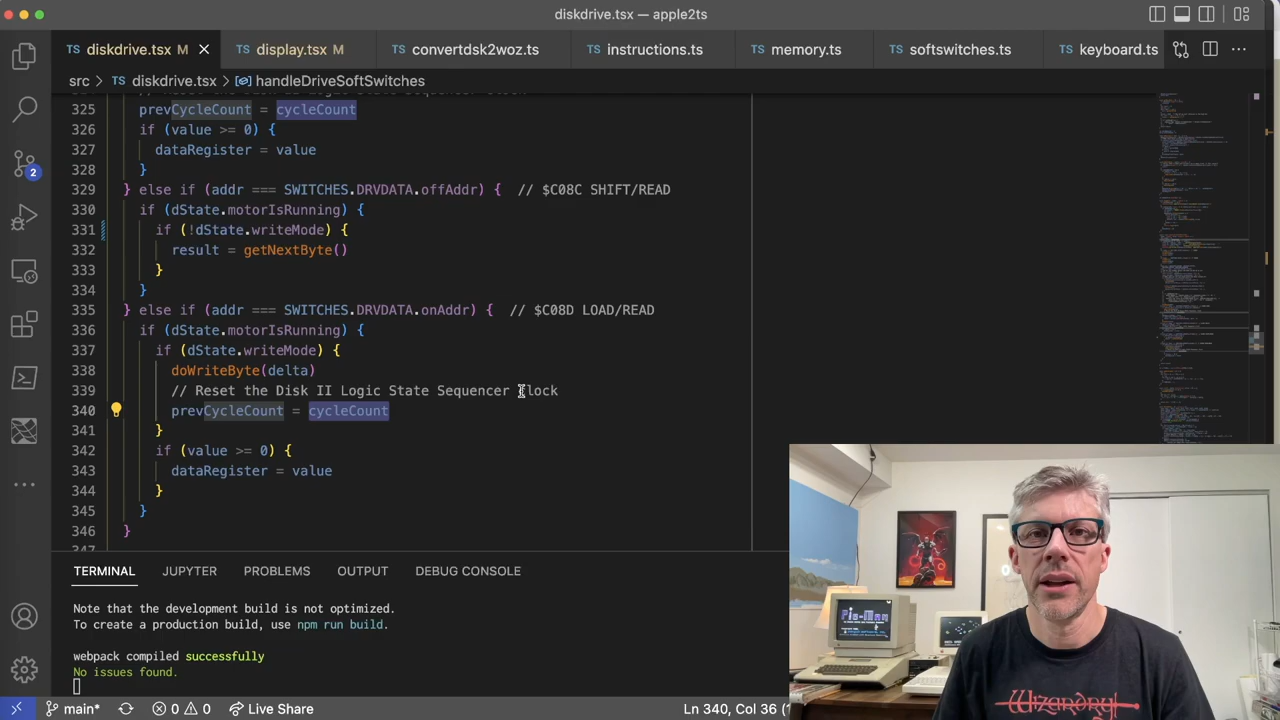 diskdrive.tsx — apple2ts
TS diskdrive.tsx M
TS display.tsx M
TS convertdsk2woz.ts
TS instructions.ts
TS memory.ts
TS softswitches.ts
TS keyboard.ts
src > TS diskdrive.tsx > handleDriveSoftSwitches
325 prevCycleCount = cycleCount
326 if (value >= 0) {
327 dataRegister = value
328 }
329 } else if (addr === SWITCHES.DRVDATA.offAddr) { // $C08C SHIFT/READ
330 if (dState.motorIsRunning) {
331 if (!dState.writeMode) {
332 result = getNextByte()
333 }
334 }
335 } else if (addr === SWITCHES.DRVDATA.onAddr) { // $C08D LOAD/READ
336 if (dState.motorIsRunning) {
337 if (dState.writeMode) {
338 doWriteByte(delta)
339 // Reset the Disk II Logic State Sequencer clock
340 prevCycleCount = cycleCount
341 }
342 if (value >= 0) {
343 dataRegister = value
344 }
345 }
346 }
2
TERMINAL JUPYTER PROBLEMS OUTPUT DEBUG CONSOLE
Note that the development build is not optimized.
To create a production build, use npm run build.
webpack compiled successfully
No issues found.
main* 0 0 Live Share
Ln 340, Col 36
Pic-Man
Wizardry